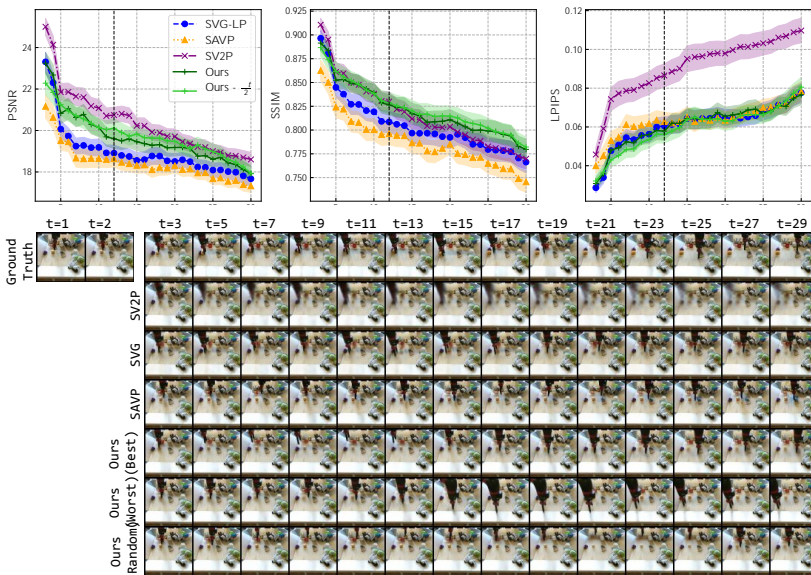 24
22
20
18
PSNR
SVG-LP
SAVP
SV2P
Ours
Ours - t/2
0.925
0.900
0.875
0.850
0.825
0.800
0.775
0.750
SSIM
0.12
0.10
0.08
0.06
0.04
LPIPS
t=1 t=2 t=3 t=5 t=7 t=9 t=11 t=13 t=15 t=17 t=19 t=21 t=23 t=25 t=27 t=29
Ground
Truth
SV2P
SVG
SAVP
Ours
(Best)
Ours
(Worst)
Ours
Random